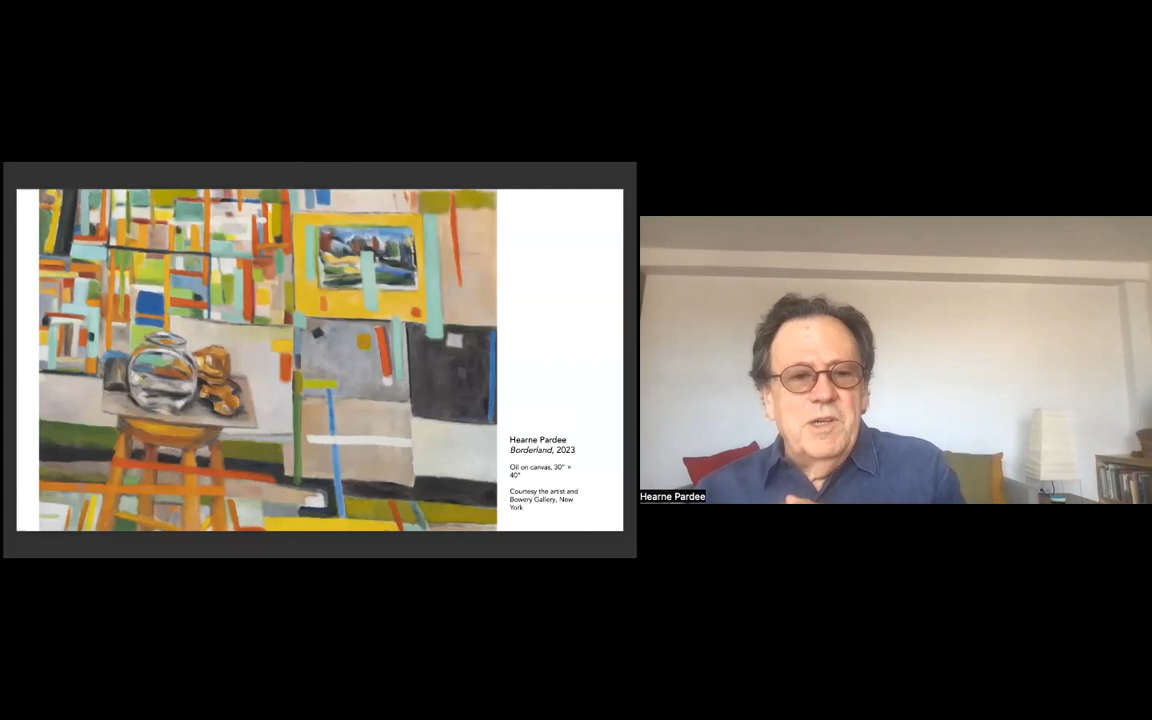 Hearne Pardee
Borderland, 2023
Oil on canvas, 30" ×
40"
Courtesy the artist and
Bowery Gallery, New
York
Hearne Pardee